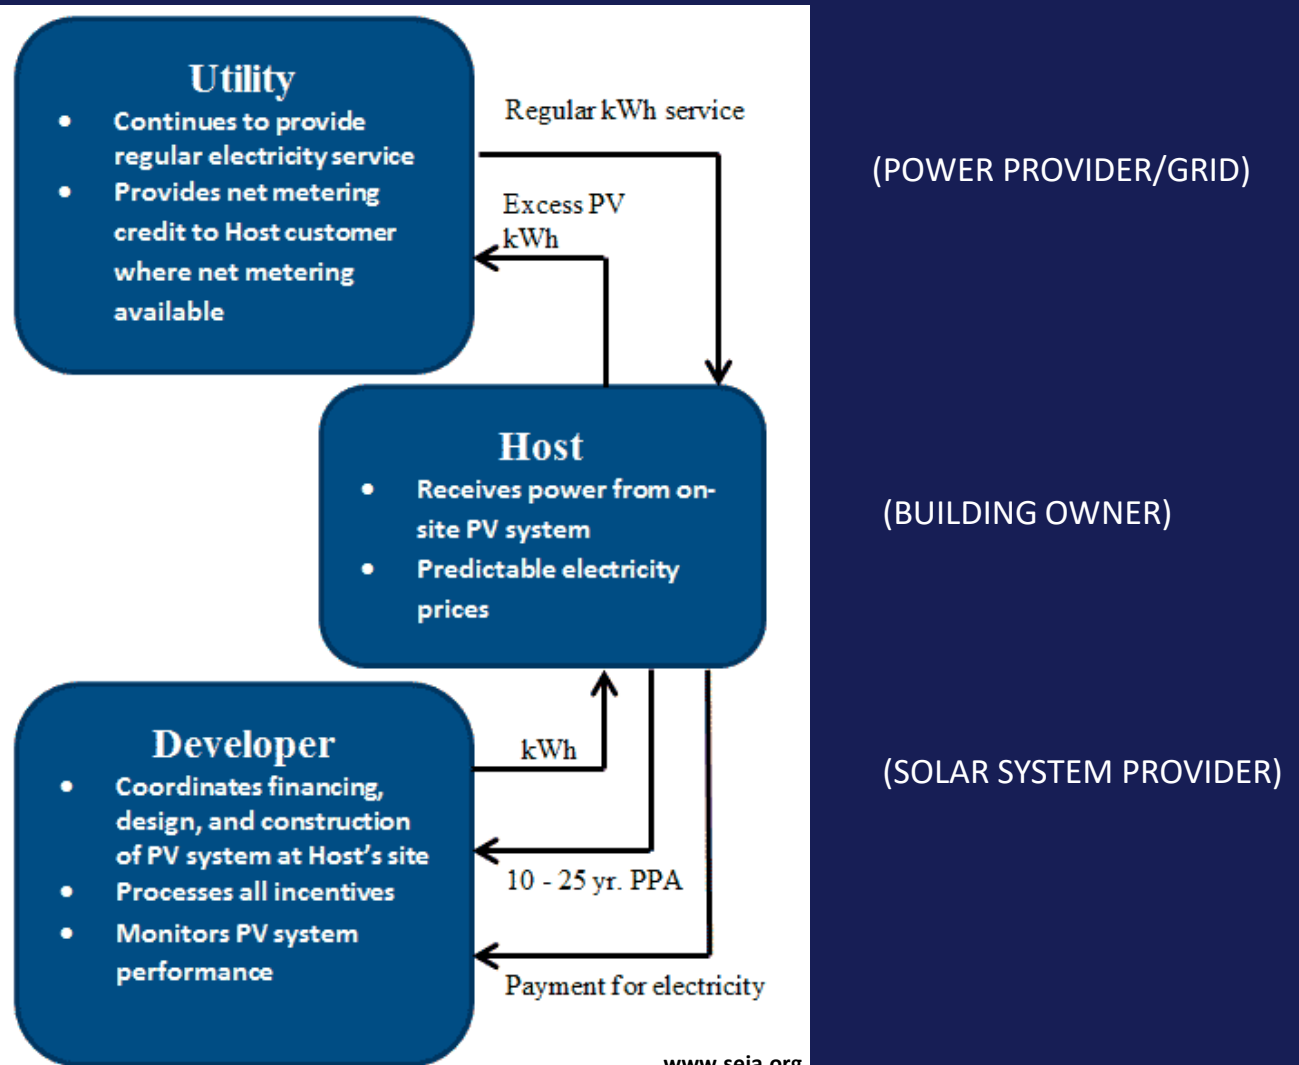 Utility
• Continues to provide
regular electricity service
• Provides net metering
credit to Host customer
where net metering
available
Regular kWh service
Excess PV
kWh
(POWER PROVIDER/GRID)
Host
• Receives power from on-
site PV system
• Predictable electricity
prices
(BUILDING OWNER)
Developer
• Coordinates financing,
design, and construction
of PV system at Host's site
• Processes all incentives
• Monitors PV system
performance
kWh
10 - 25 yr. PPA
Payment for electricity
(SOLAR SYSTEM PROVIDER)
www.seia.org